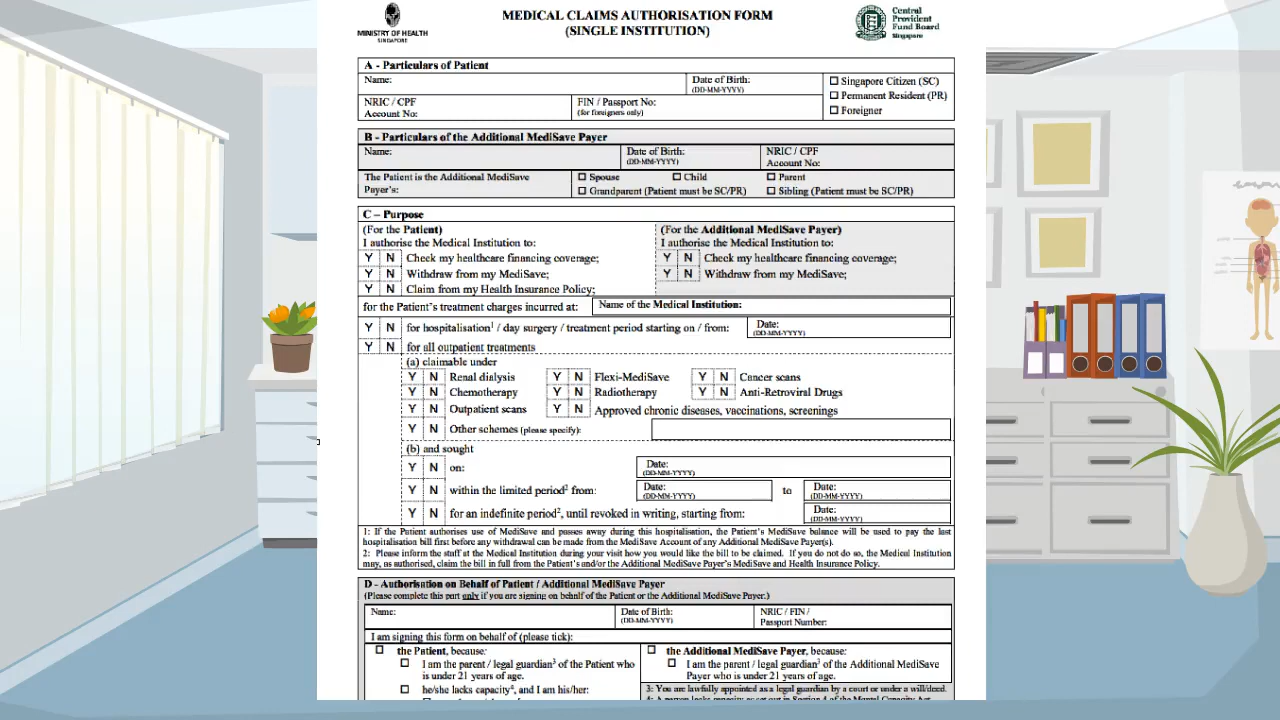 MINISTRY OF HEALTH
SINGAPORE
MEDICAL CLAIMS AUTHORISATION FORM
(SINGLE INSTITUTION)
Central
Provident
Fund Board
Singapore
A - Particulars of Patient
Name:
Date of Birth:
(DD-MM-YYYY)
Singapore Citizen (SC)
Permanent Resident (PR)
Foreigner
NRIC / CPF
Account No:
FIN / Passport No:
(for foreigners only)
B - Particulars of the Additional MediSave Payer
Name:
Date of Birth:
(DD-MM-YYYY)
NRIC / CPF
Account No:
The Patient is the Additional MediSave
Payer's:
Spouse Child Parent
Grandparent (Patient must be SC/PR) Sibling (Patient must be SC/PR)
C – Purpose
(For the Patient)
I authorise the Medical Institution to:
Y N Check my healthcare financing coverage;
Y N Withdraw from my MediSave;
Y N Claim from my Health Insurance Policy;
(For the Additional MediSave Payer)
I authorise the Medical Institution to:
Y N Check my healthcare financing coverage;
Y N Withdraw from my MediSave;
for the Patient's treatment charges incurred at: Name of the Medical Institution:
Y N for hospitalisation¹ / day surgery / treatment period starting on / from: Date:
(DD-MM-YYYY)
Y N for all outpatient treatments
(a) claimable under
Y N Renal dialysis Y N Flexi-MediSave Y N Cancer scans
Y N Chemotherapy Y N Radiotherapy Y N Anti-Retroviral Drugs
Y N Outpatient scans Y N Approved chronic diseases, vaccinations, screenings
Y N Other schemes (please specify):
(b) and sought
Y N on: Date:
(DD-MM-YYYY)
Y N within the limited period² from: Date: to Date:
(DD-MM-YYYY) (DD-MM-YYYY)
Y N for an indefinite period², until revoked in writing, starting from: Date:
(DD-MM-YYYY)
1: If the Patient authorises use of MediSave and passes away during this hospitalisation, the Patient's MediSave balance will be used to pay the last
hospitalisation bill first before any withdrawal can be made from the MediSave Account of any Additional MediSave Payer(s).
2: Please inform the staff at the Medical Institution during your visit how you would like the bill to be claimed. If you do not do so, the Medical Institution
may, as authorised, claim the bill in full from the Patient's and/or the Additional MediSave Payer's MediSave and Health Insurance Policy.
D - Authorisation on Behalf of Patient / Additional MediSave Payer
(Please complete this part only if you are signing on behalf of the Patient or the Additional MediSave Payer.)
Name:
Date of Birth:
(DD-MM-YYYY)
NRIC / FIN /
Passport Number:
I am signing this form on behalf of (please tick):
the Patient, because:
I am the parent / legal guardian³ of the Patient who
is under 21 years of age.
he/she lacks capacity⁴, and I am his/her:
the Additional MediSave Payer, because:
I am the parent / legal guardian³ of the Additional MediSave
Payer who is under 21 years of age.
3: You are lawfully appointed as a legal guardian by a court or under a will/deed.
4: A person lacks capacity as set out in Section 4 of the Mental Capacity Act